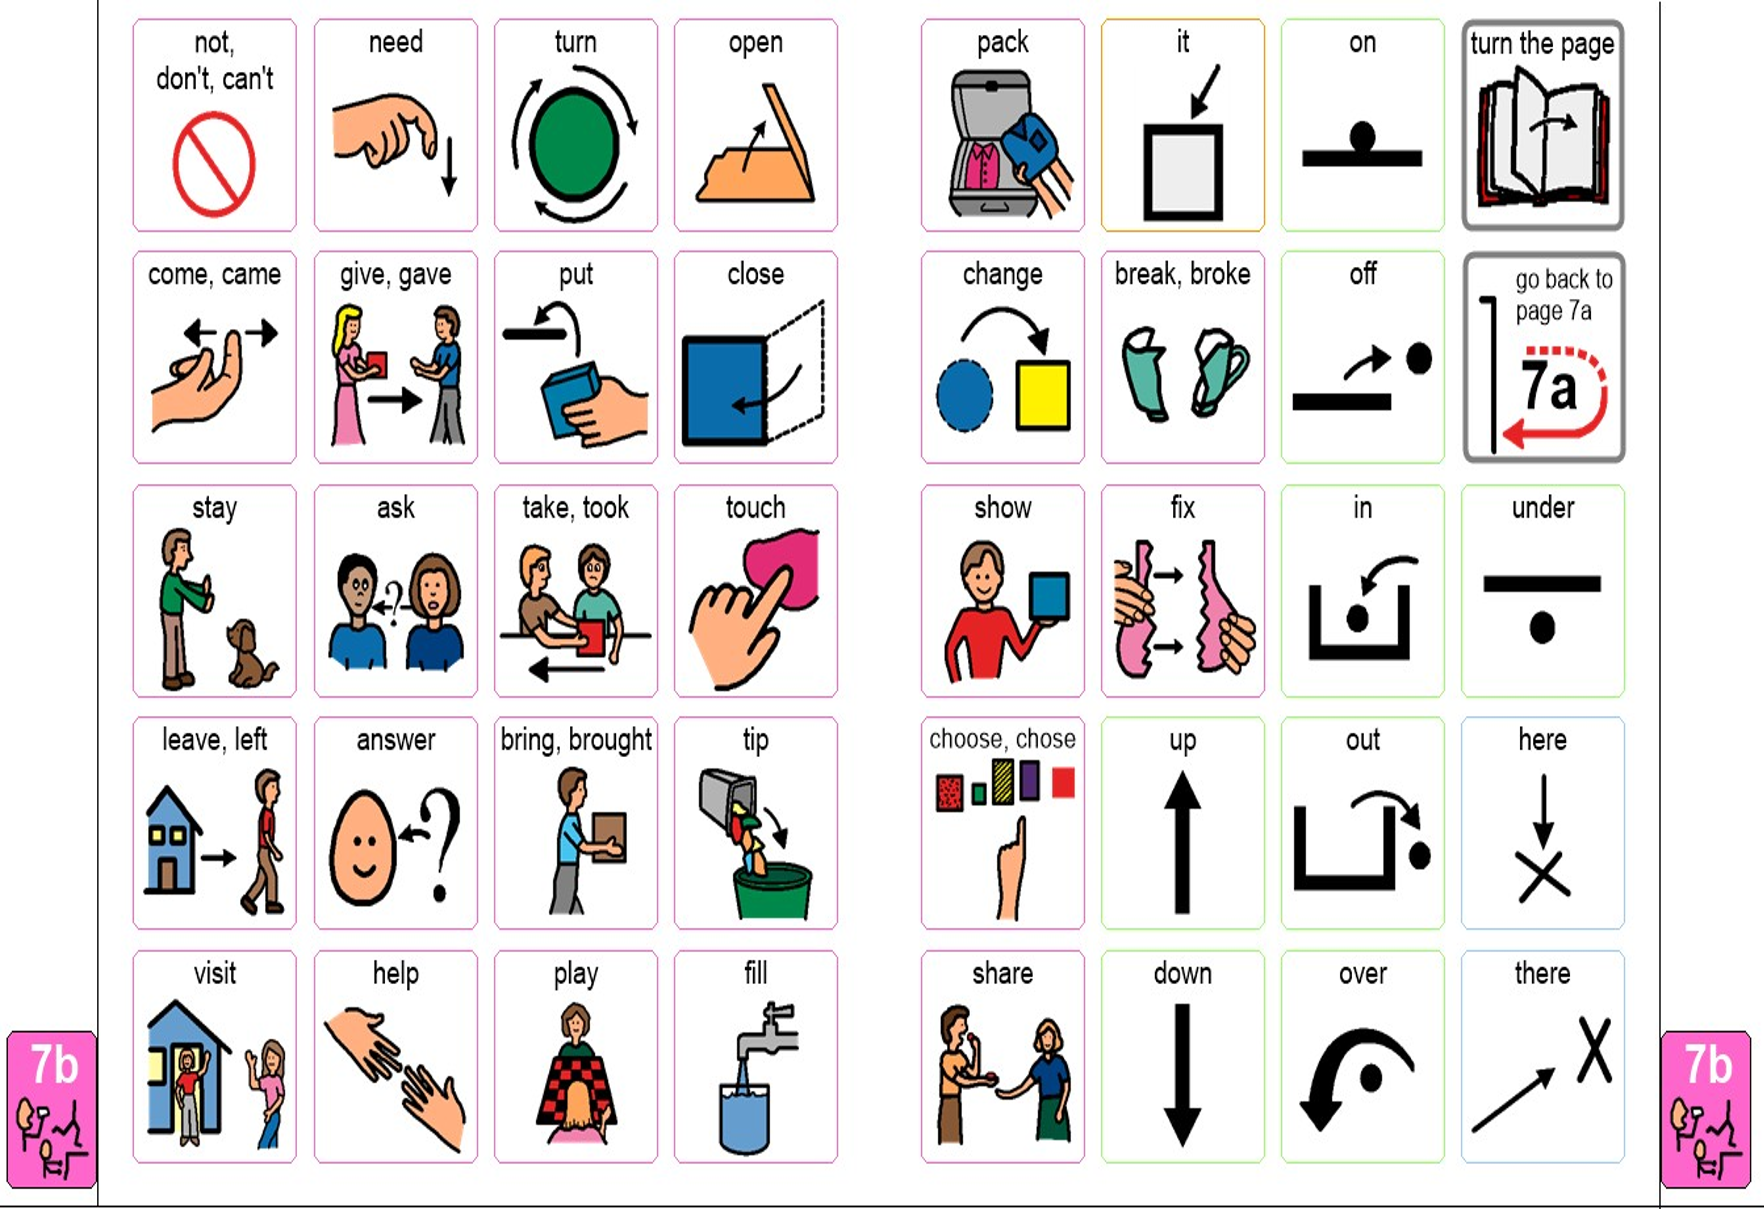 not,
don't, can't
need
turn
open
pack
it
on
turn the page
come, came
give, gave
put
close
change
break, broke
off
go back to
page 7a
7a
stay
ask
?
take, took
touch
show
fix
in
under
leave, left
answer
?
bring, brought
tip
choose, chose
up
out
here
visit
help
play
fill
share
down
over
there
7b
7b